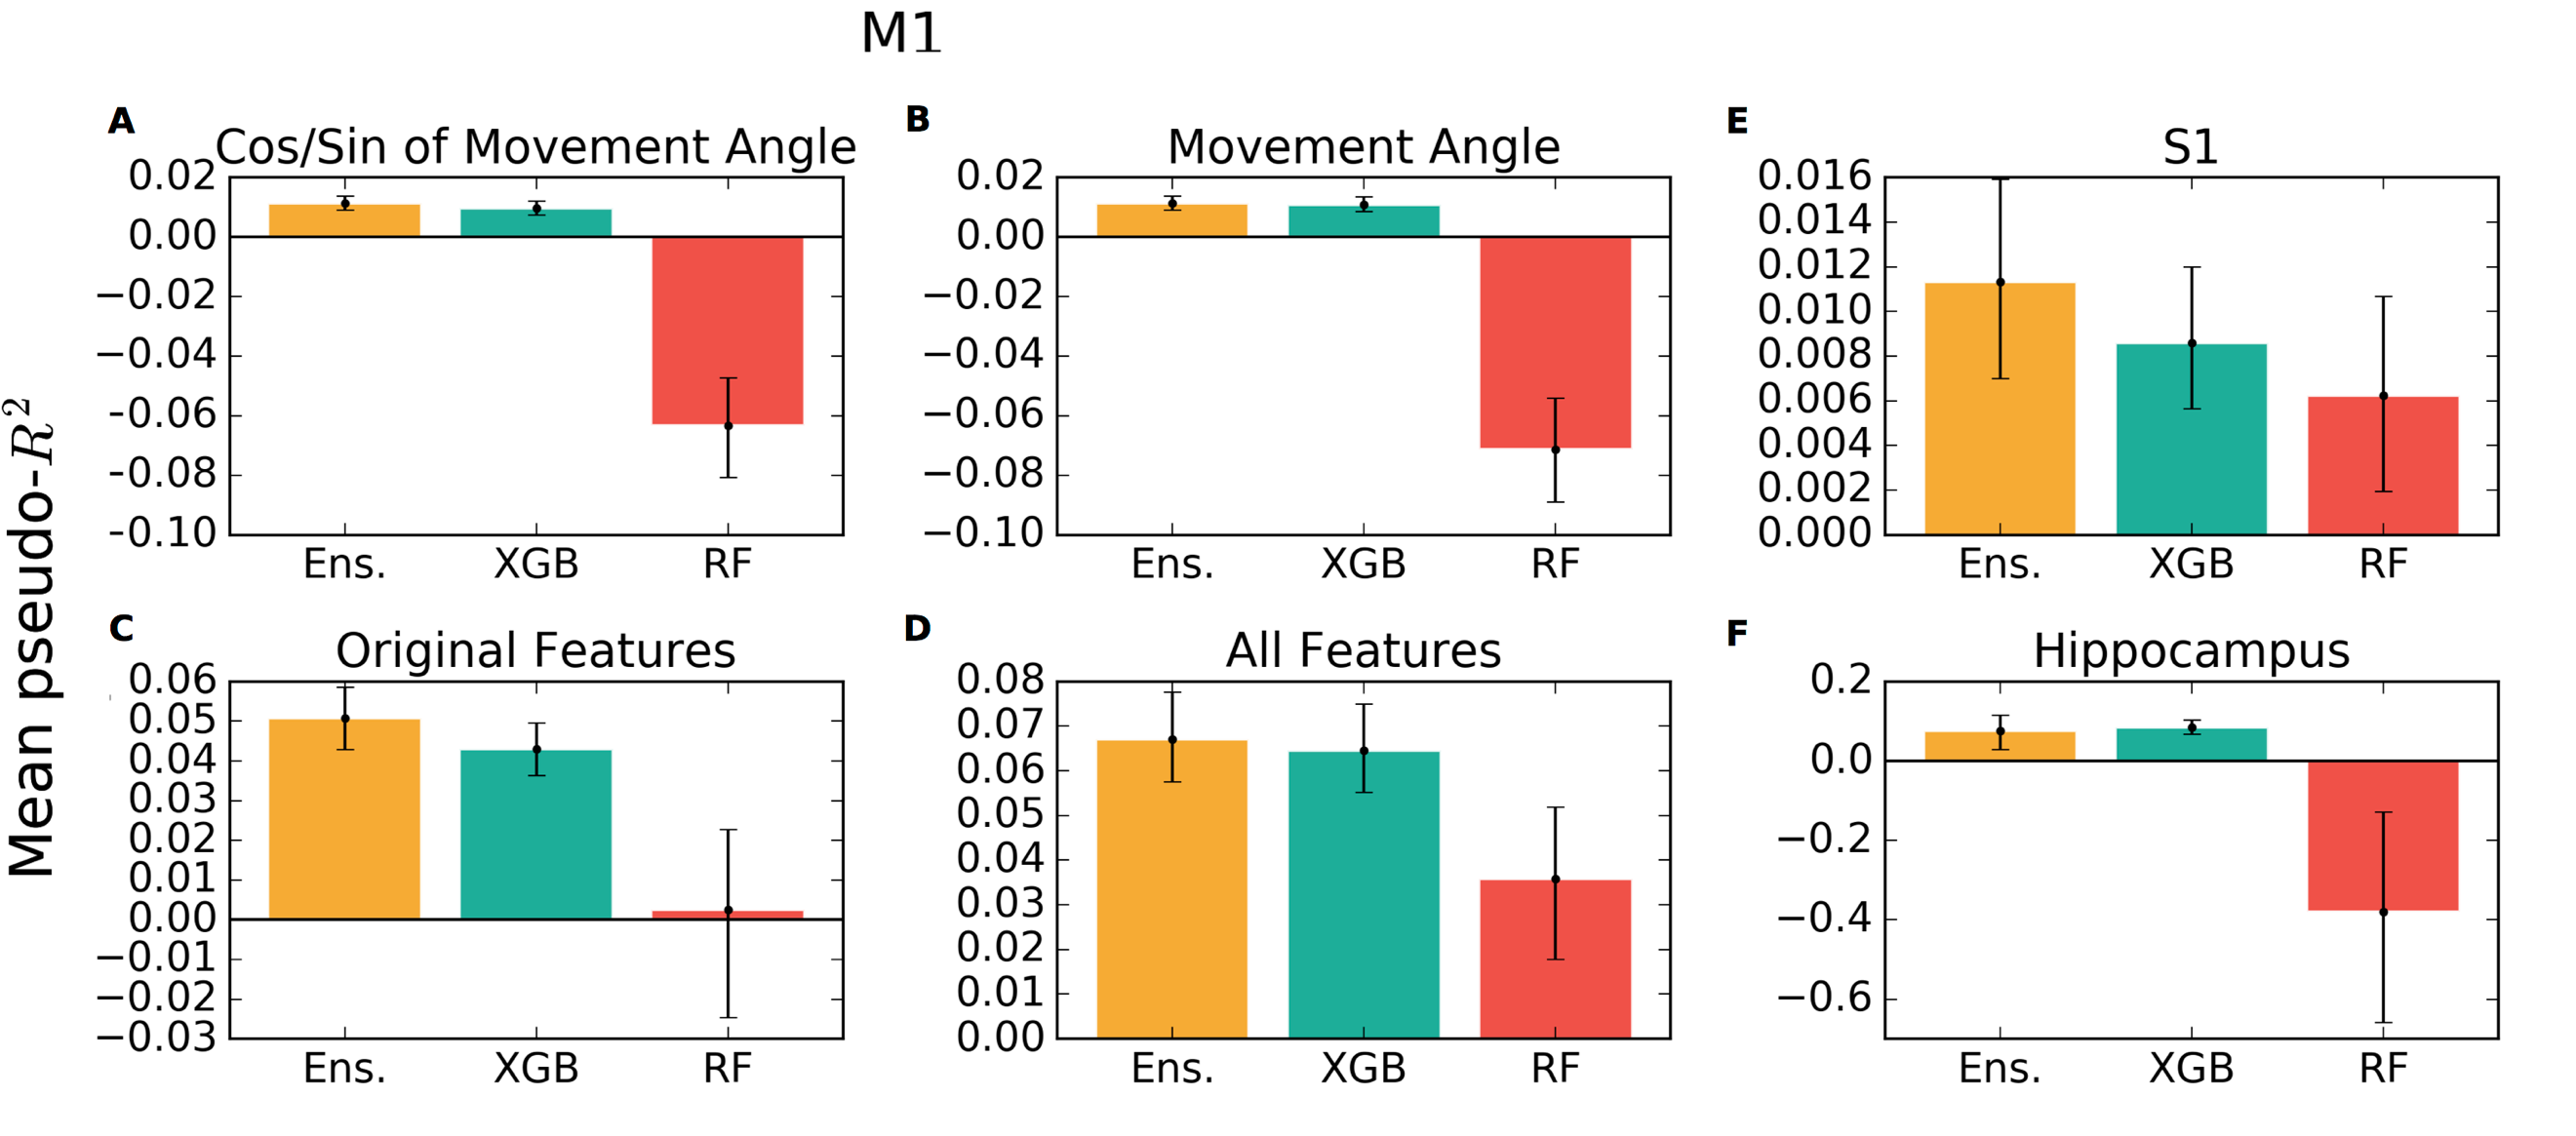 M1
Mean pseudo-R²
A
Cos/Sin of Movement Angle
0.02
0.00
−0.02
−0.04
-0.06
-0.08
-0.10
Ens. XGB RF
B
Movement Angle
0.02
0.00
−0.02
−0.04
−0.06
−0.08
−0.10
Ens. XGB RF
E
S1
0.016
0.014
0.012
0.010
0.008
0.006
0.004
0.002
0.000
Ens. XGB RF
C
Original Features
0.06
0.05
0.04
0.03
0.02
0.01
0.00
−0.01
−0.02
−0.03
Ens. XGB RF
D
All Features
0.08
0.07
0.06
0.05
0.04
0.03
0.02
0.01
0.00
Ens. XGB RF
F
Hippocampus
0.2
0.0
−0.2
−0.4
−0.6
Ens. XGB RF